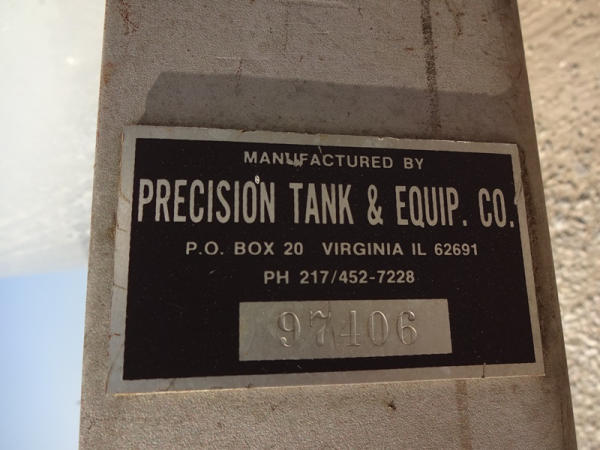 MANUFACTURED BY
PRECISION TANK & EQUIP. CO.
P.O. BOX 20 VIRGINIA IL 62691
PH 217/452-7228
97406